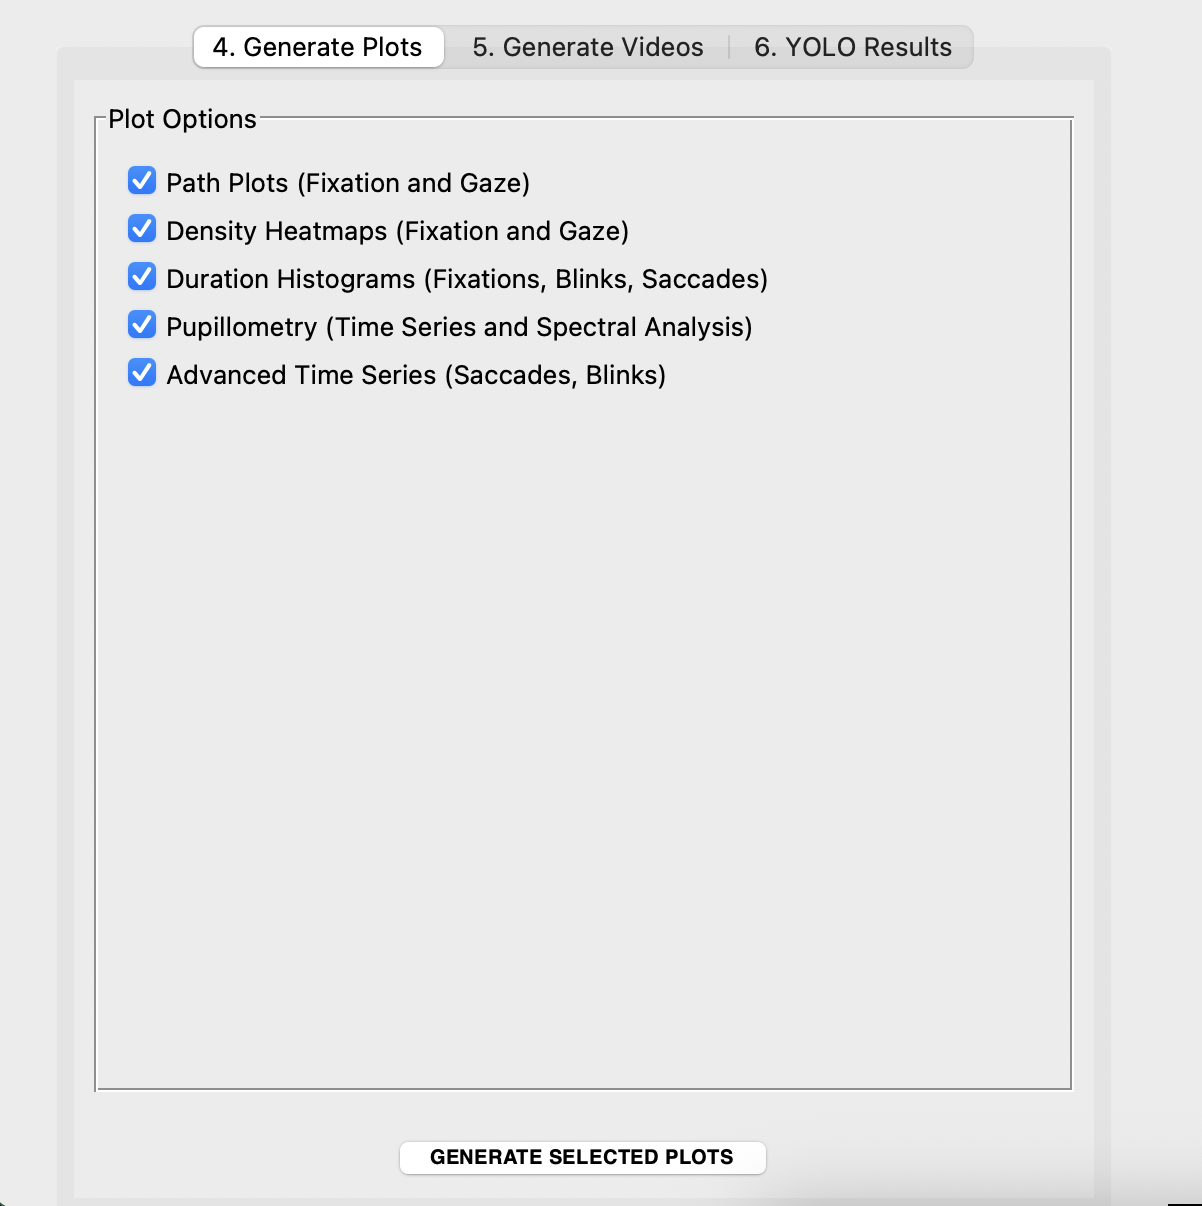 4. Generate Plots
5. Generate Videos
6. YOLO Results
Plot Options
Path Plots (Fixation and Gaze)
Density Heatmaps (Fixation and Gaze)
Duration Histograms (Fixations, Blinks, Saccades)
Pupillometry (Time Series and Spectral Analysis)
Advanced Time Series (Saccades, Blinks)
GENERATE SELECTED PLOTS